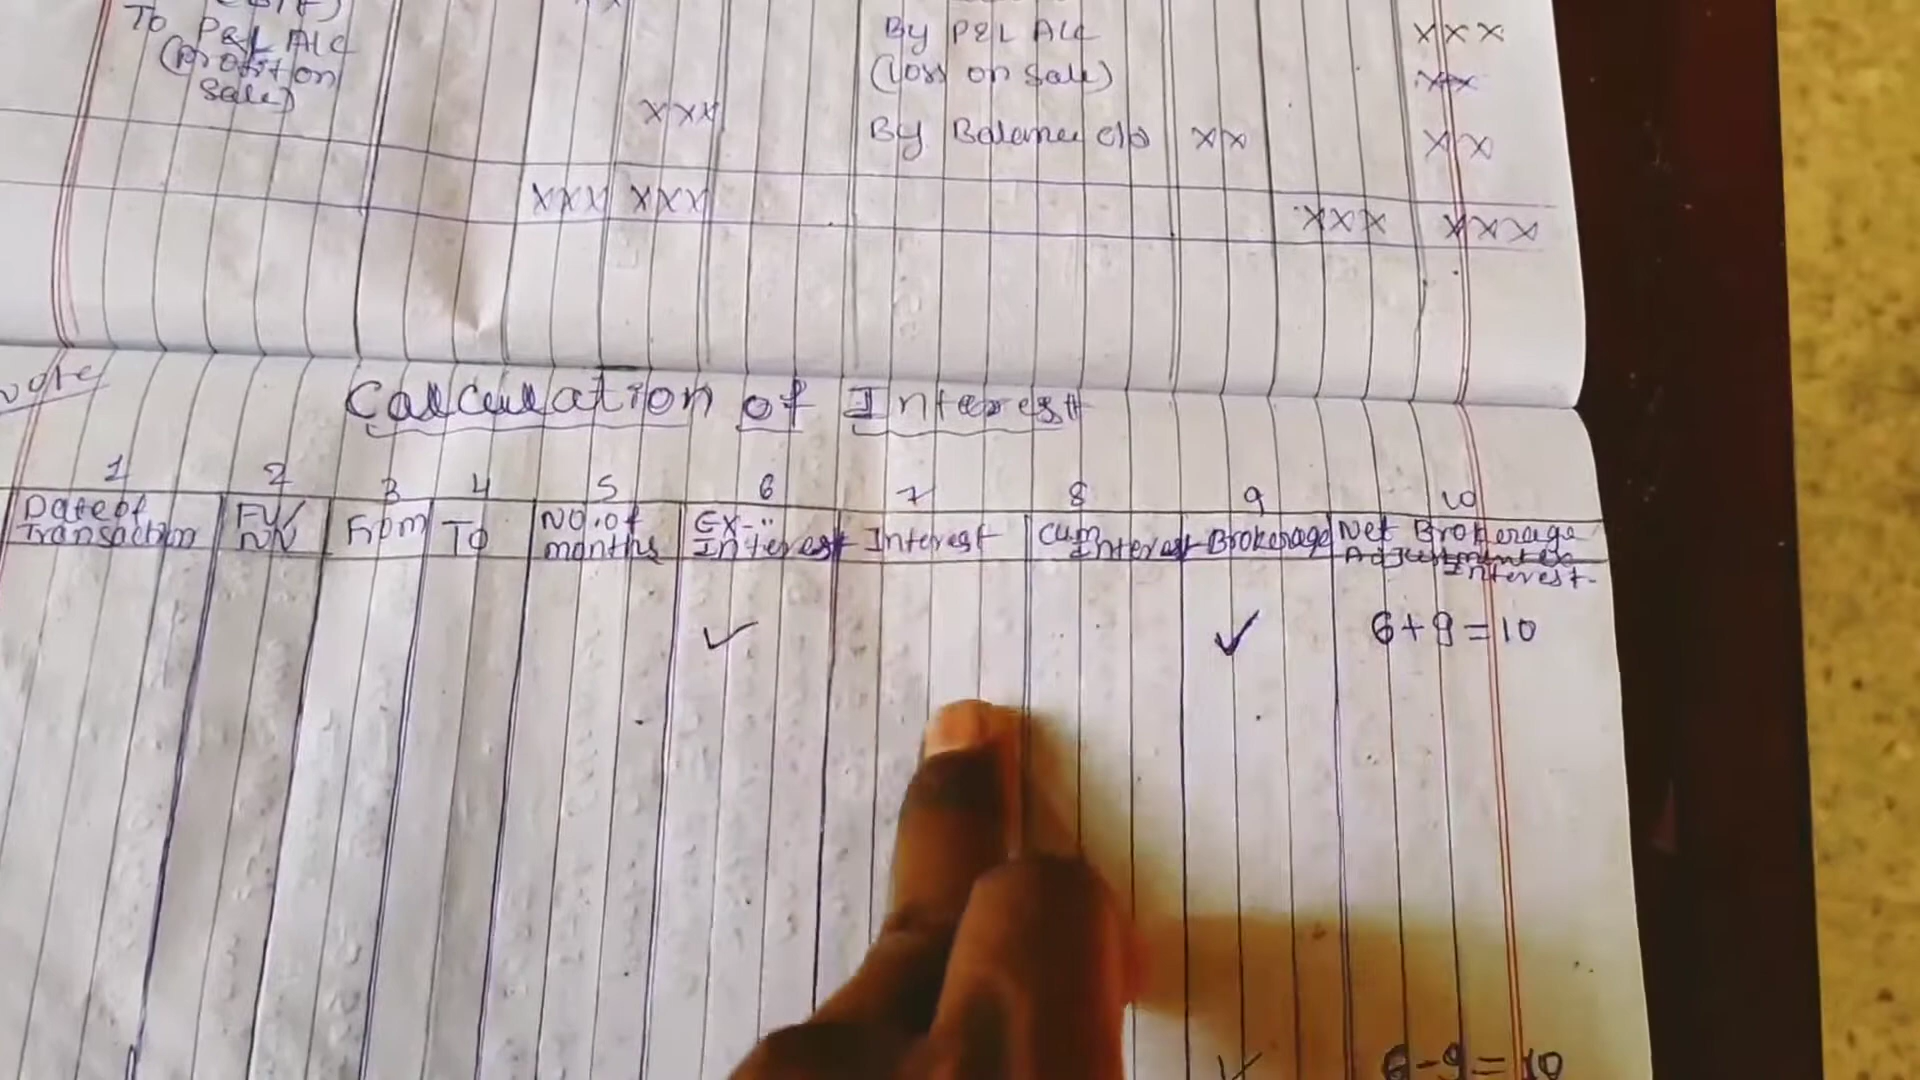 To P&L A/c
(profit on
sale)
xxx
xxx xxx
By P&L A/c xxx
(loss on sale) xx
By Balance c/d xx xx
xxx xxx
Note
Calculation of Interest
1 2 3 4 5 6 7 8 9 10
Date of Transaction FV/NV From To No. of months Ex-Interest Interest Cum Interest Brokerage Net Brokerage Adjustment Ex Interest-
✓ ✓ 6+9=10
✓ 6-9=10